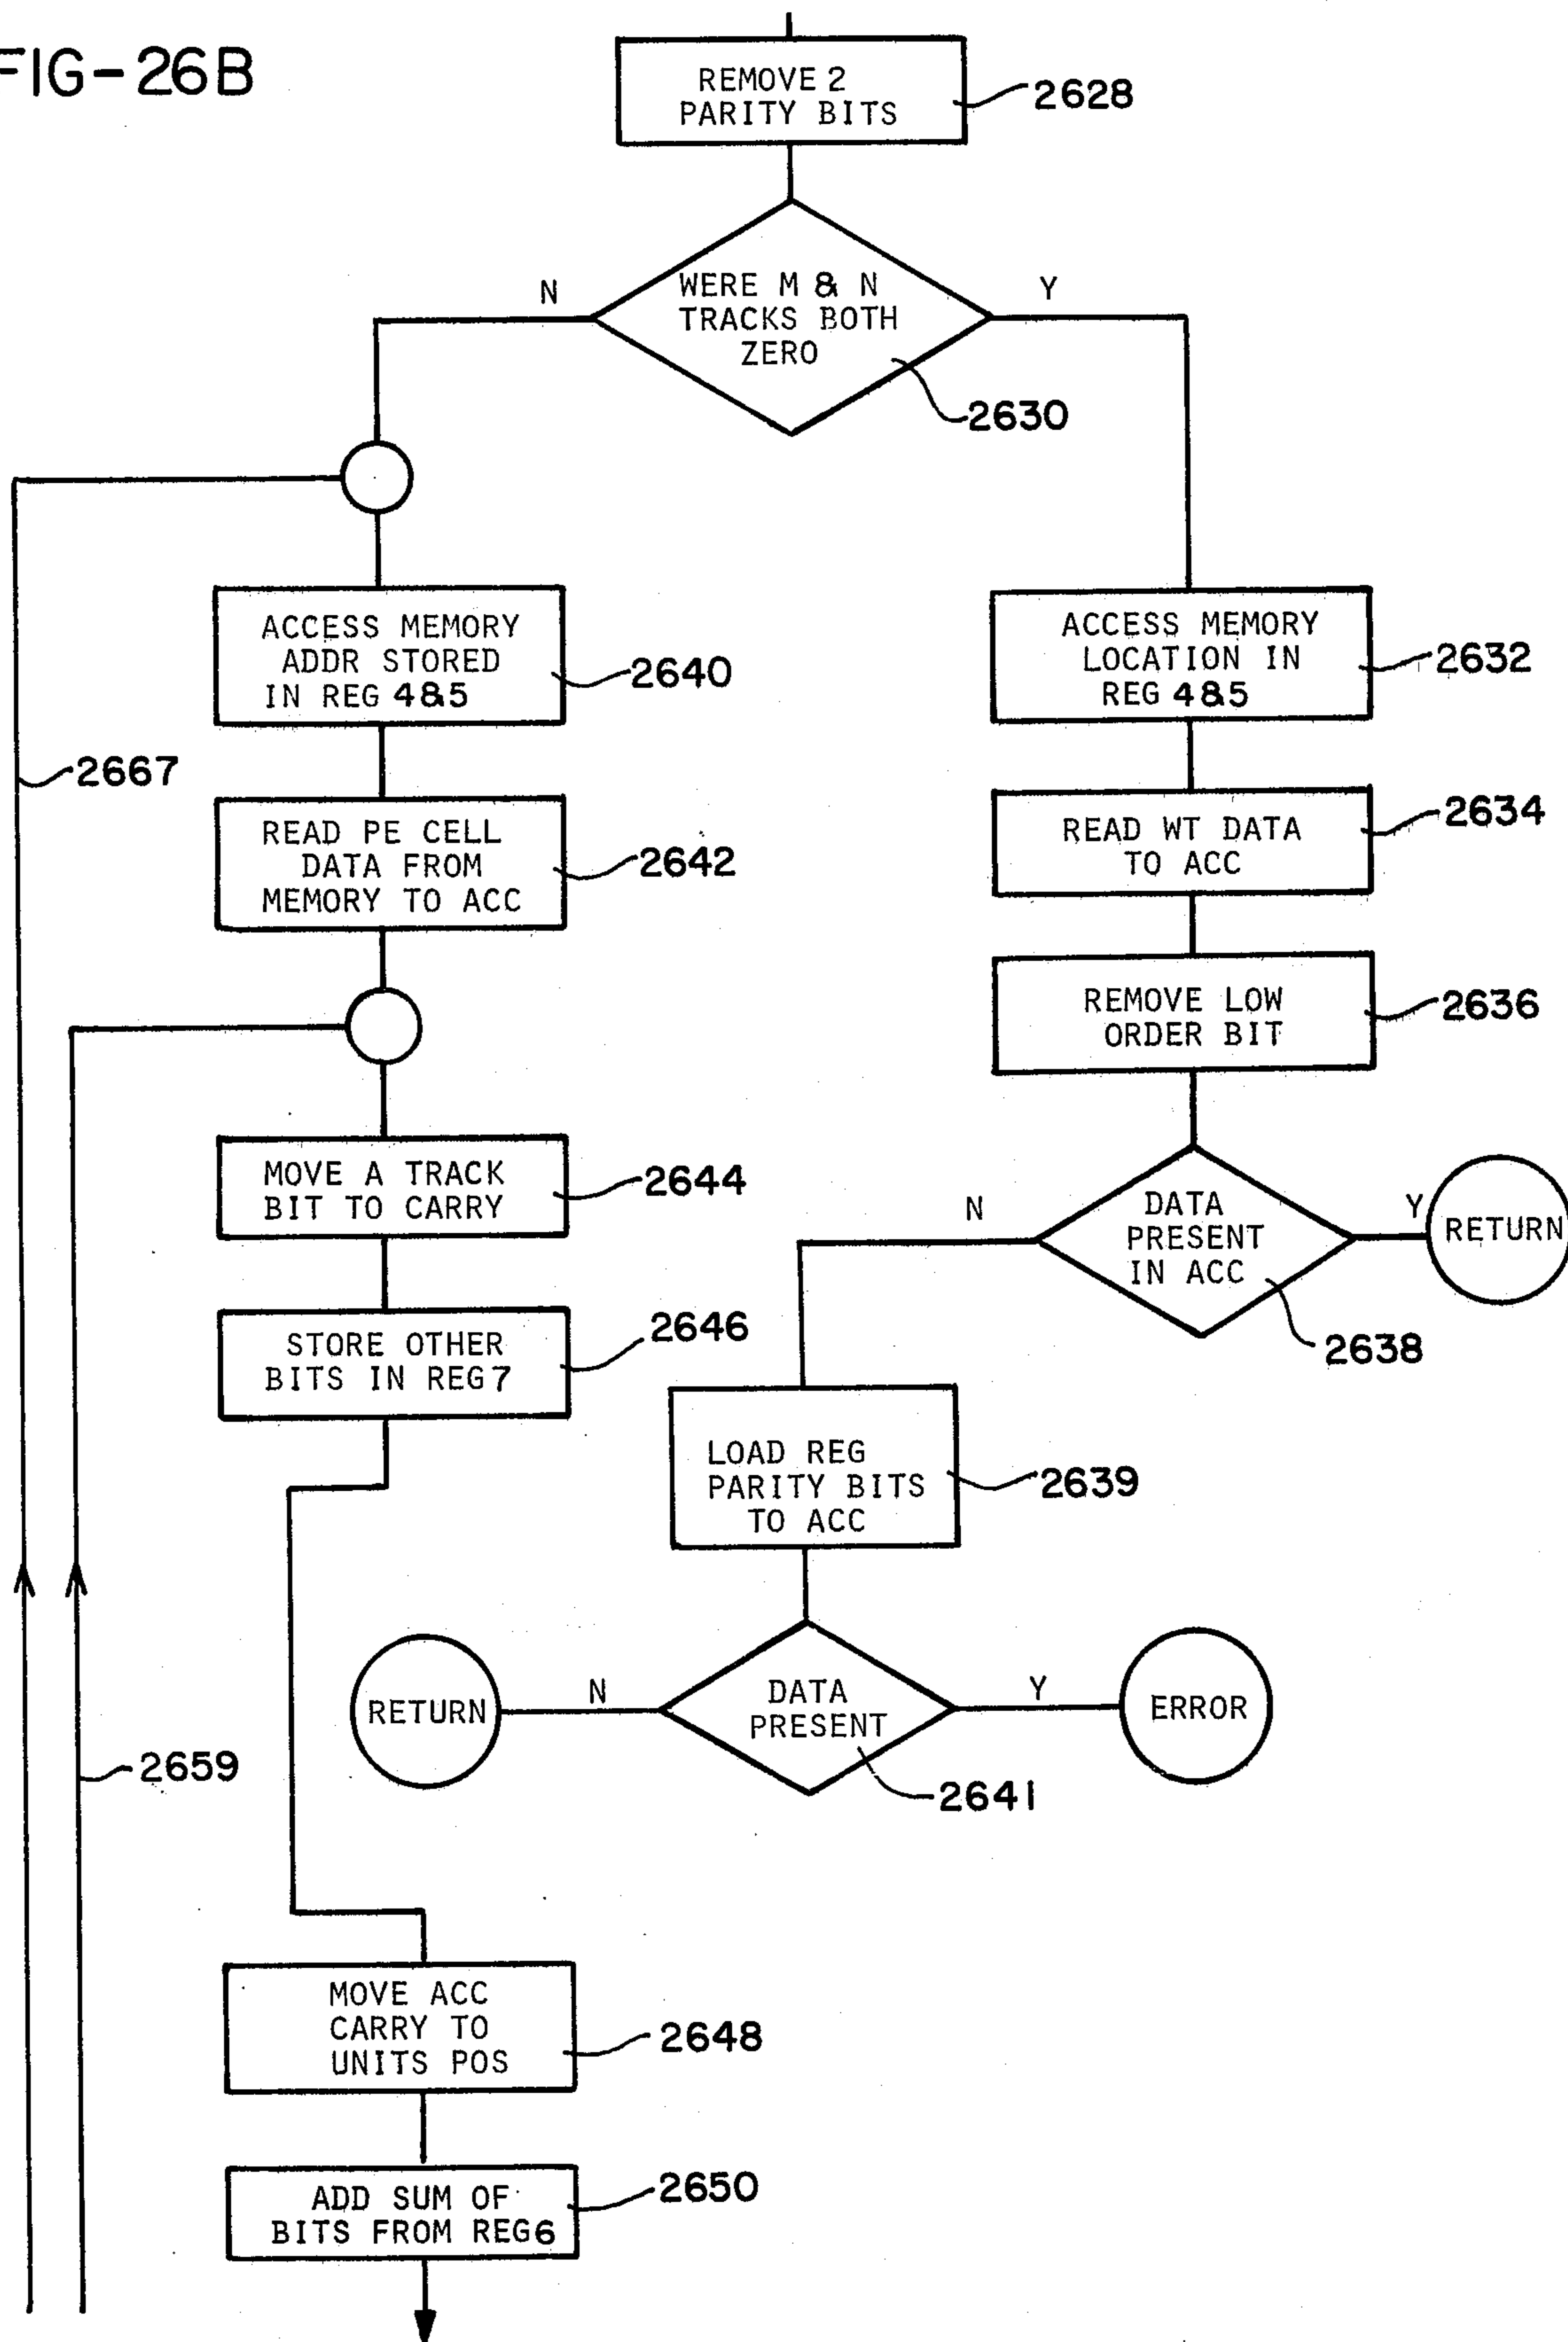 FIG-26B
REMOVE 2
PARITY BITS
2628
WERE M & N
TRACKS BOTH
ZERO
N
Y
2630
ACCESS MEMORY
ADDR STORED
IN REG 4&5
2640
ACCESS MEMORY
LOCATION IN
REG 4&5
2632
2667
READ PE CELL
DATA FROM
MEMORY TO ACC
2642
READ WT DATA
TO ACC
2634
REMOVE LOW
ORDER BIT
2636
MOVE A TRACK
BIT TO CARRY
2644
N
DATA
PRESENT
IN ACC
Y
RETURN
2638
STORE OTHER
BITS IN REG7
2646
LOAD REG
PARITY BITS
TO ACC
2639
RETURN
N
DATA
PRESENT
Y
ERROR
2641
2659
MOVE ACC
CARRY TO
UNITS POS
2648
ADD SUM OF
BITS FROM REG6
2650